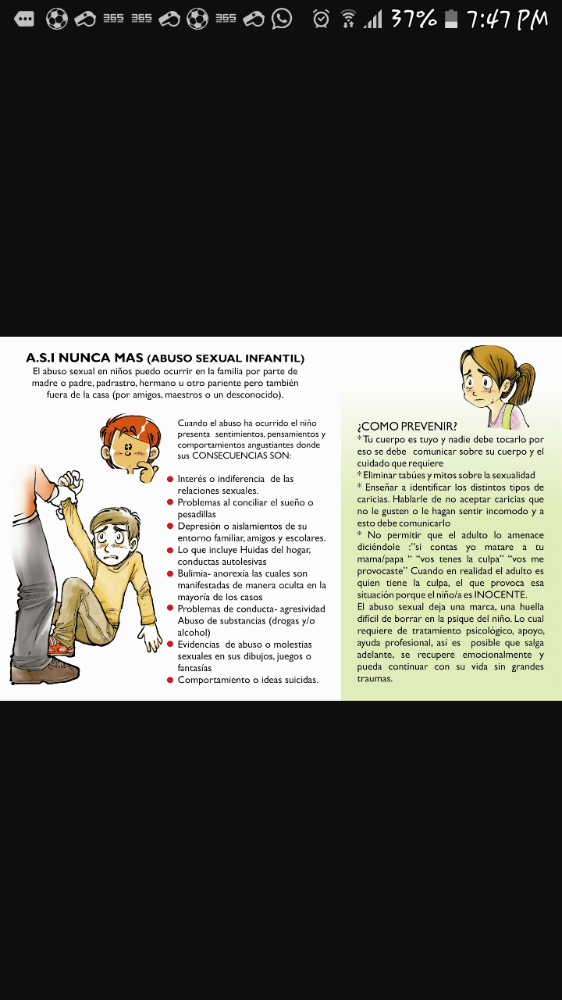 365 365 365 37% 7:47 PM
A.S.I NUNCA MAS (ABUSO SEXUAL INFANTIL)
El abuso sexual en niños puedo ocurrir en la familia por parte de
madre o padre, padrastro, hermano u otro pariente pero también
fuera de la casa (por amigos, maestros o un desconocido).
Cuando el abuso ha ocurrido el niño
presenta sentimientos, pensamientos y
comportamientos angustiantes donde
sus CONSECUENCIAS SON:
Interés o indiferencia de las
relaciones sexuales.
Problemas al conciliar el sueño o
pesadillas
Depresión o aislamientos de su
entorno familiar, amigos y escolares.
Lo que incluye Huidas del hogar,
conductas autolesivas
Bulimia- anorexia las cuales son
manifestadas de manera oculta en la
mayoría de los casos
Problemas de conducta- agresividad
Abuso de substancias (drogas y/o
alcohol)
Evidencias de abuso o molestias
sexuales en sus dibujos, juegos o
fantasías
Comportamiento o ideas suicidas.
¿COMO PREVENIR?
* Tu cuerpo es tuyo y nadie debe tocarlo por
eso se debe comunicar sobre su cuerpo y el
cuidado que requiere
* Eliminar tabúes y mitos sobre la sexualidad
* Enseñar a identificar los distintos tipos de
caricias. Hablarle de no aceptar caricias que
no le gusten o le hagan sentir incomodo y a
esto debe comunicarlo
* No permitir que el adulto lo amenace
diciéndole :"si contas yo matare a tu
mama/papa " "vos tenes la culpa" "vos me
provocaste" Cuando en realidad el adulto es
quien tiene la culpa, el que provoca esa
situación porque el niño/a es INOCENTE.
El abuso sexual deja una marca, una huella
difícil de borrar en la psique del niño. Lo cual
requiere de tratamiento psicológico, apoyo,
ayuda profesional, así es posible que salga
adelante, se recupere emocionalmente y
pueda continuar con su vida sin grandes
traumas.